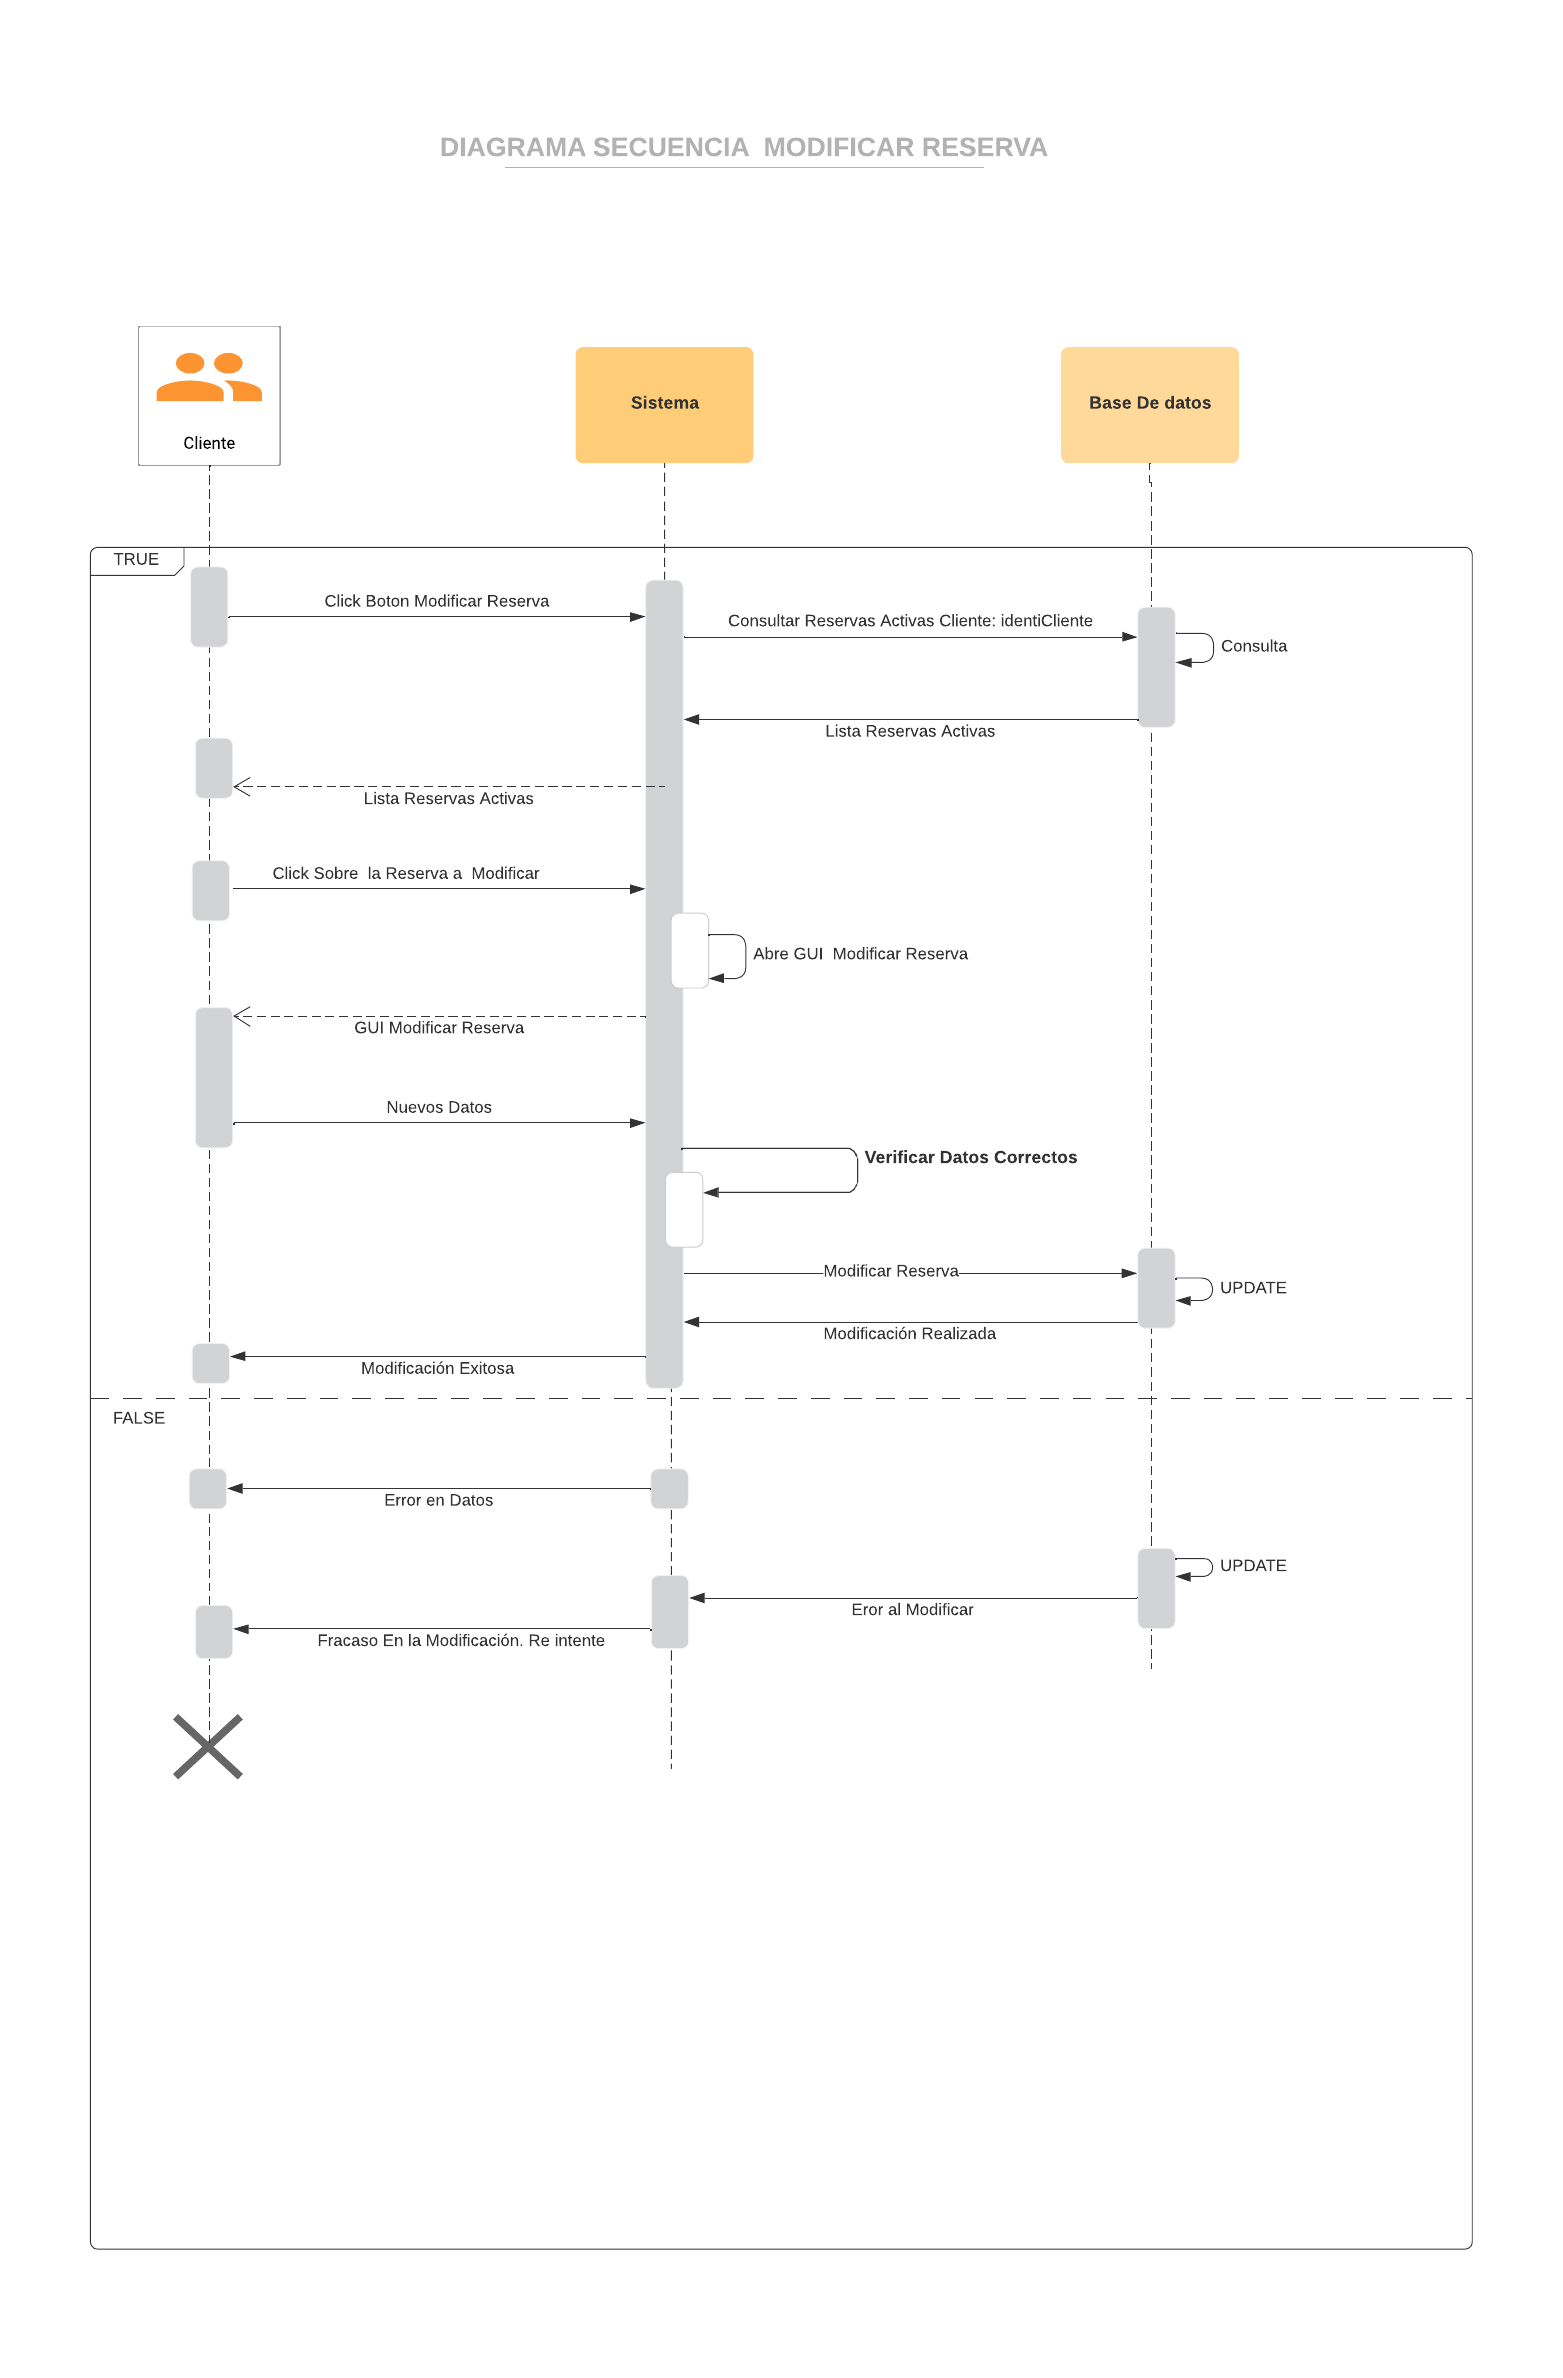 DIAGRAMA SECUENCIA  MODIFICAR RESERVA
Cliente
Sistema
Base De datos
TRUE
Click Boton Modificar Reserva
Consultar Reservas Activas Cliente: identiCliente
Consulta
Lista Reservas Activas
Lista Reservas Activas
Click Sobre  la Reserva a  Modificar
Abre GUI  Modificar Reserva
GUI Modificar Reserva
Nuevos Datos
Verificar Datos Correctos
Modificar Reserva
UPDATE
Modificación Realizada
Modificación Exitosa
FALSE
Error en Datos
UPDATE
Eror al Modificar
Fracaso En la Modificación. Re intente